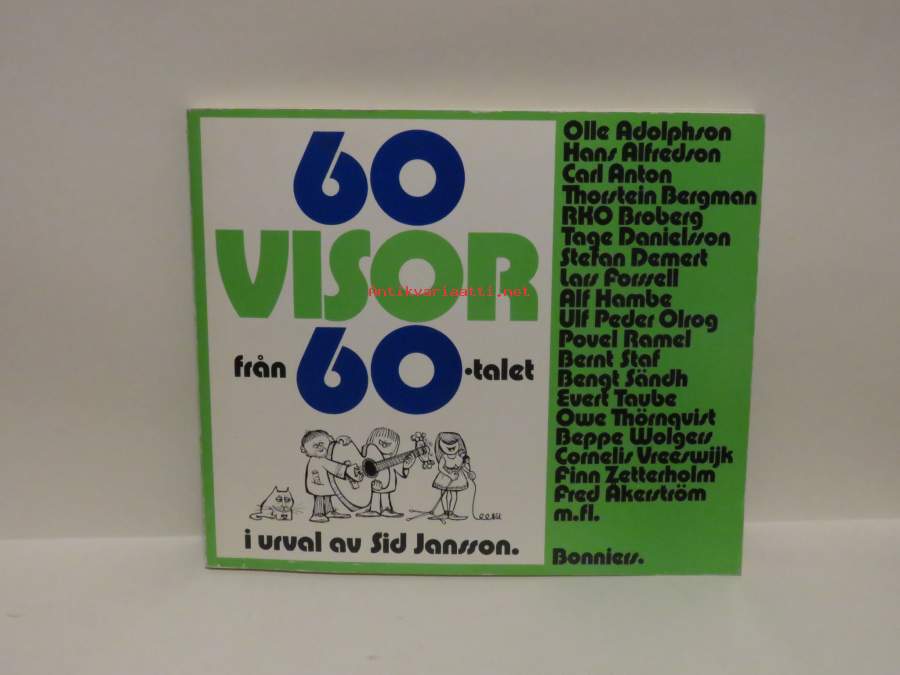 60
VISOR
från 60-talet
i urval av Sid Jansson.
Olle Adolphson
Hans Alfredson
Carl Anton
Thorstein Bergman
RKO Broberg
Tage Danielsson
Stefan Demert
Lars Forssell
Alf Hambe
Ulf Peder Olrog
Povel Ramel
Bernt Staf
Bengt Sändh
Evert Taube
Owe Thörnqvist
Beppe Wolgers
Cornelis Vreeswijk
Finn Zetterholm
Fred Åkerström
m.fl.
Bonniers.
antikvariaatti.net